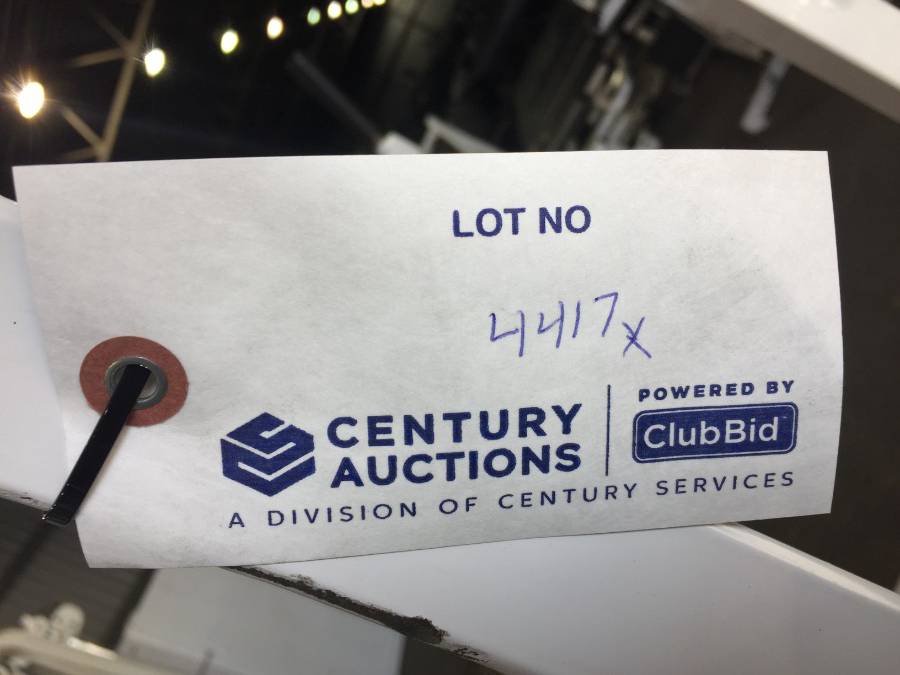 LOT NO
4417x
CENTURY
AUCTIONS
A DIVISION OF CENTURY SERVICES
POWERED BY
ClubBid